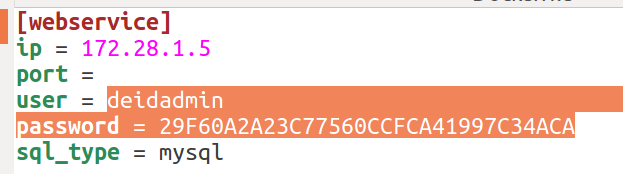 [webservice]
ip = 172.28.1.5
port =
user = deidadmin
password = 29F60A2A23C77560CCFCA41997C34ACA
sql_type = mysql